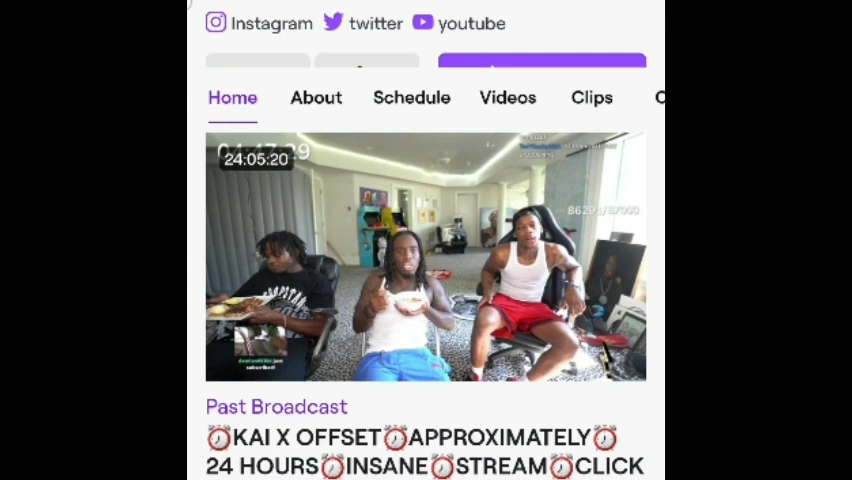 Instagram twitter youtube
Home About Schedule Videos Clips
24:05:20
Past Broadcast
⏰KAI X OFFSET⏰APPROXIMATELY⏰
24 HOURS⏰INSANE⏰STREAM⏰CLICK